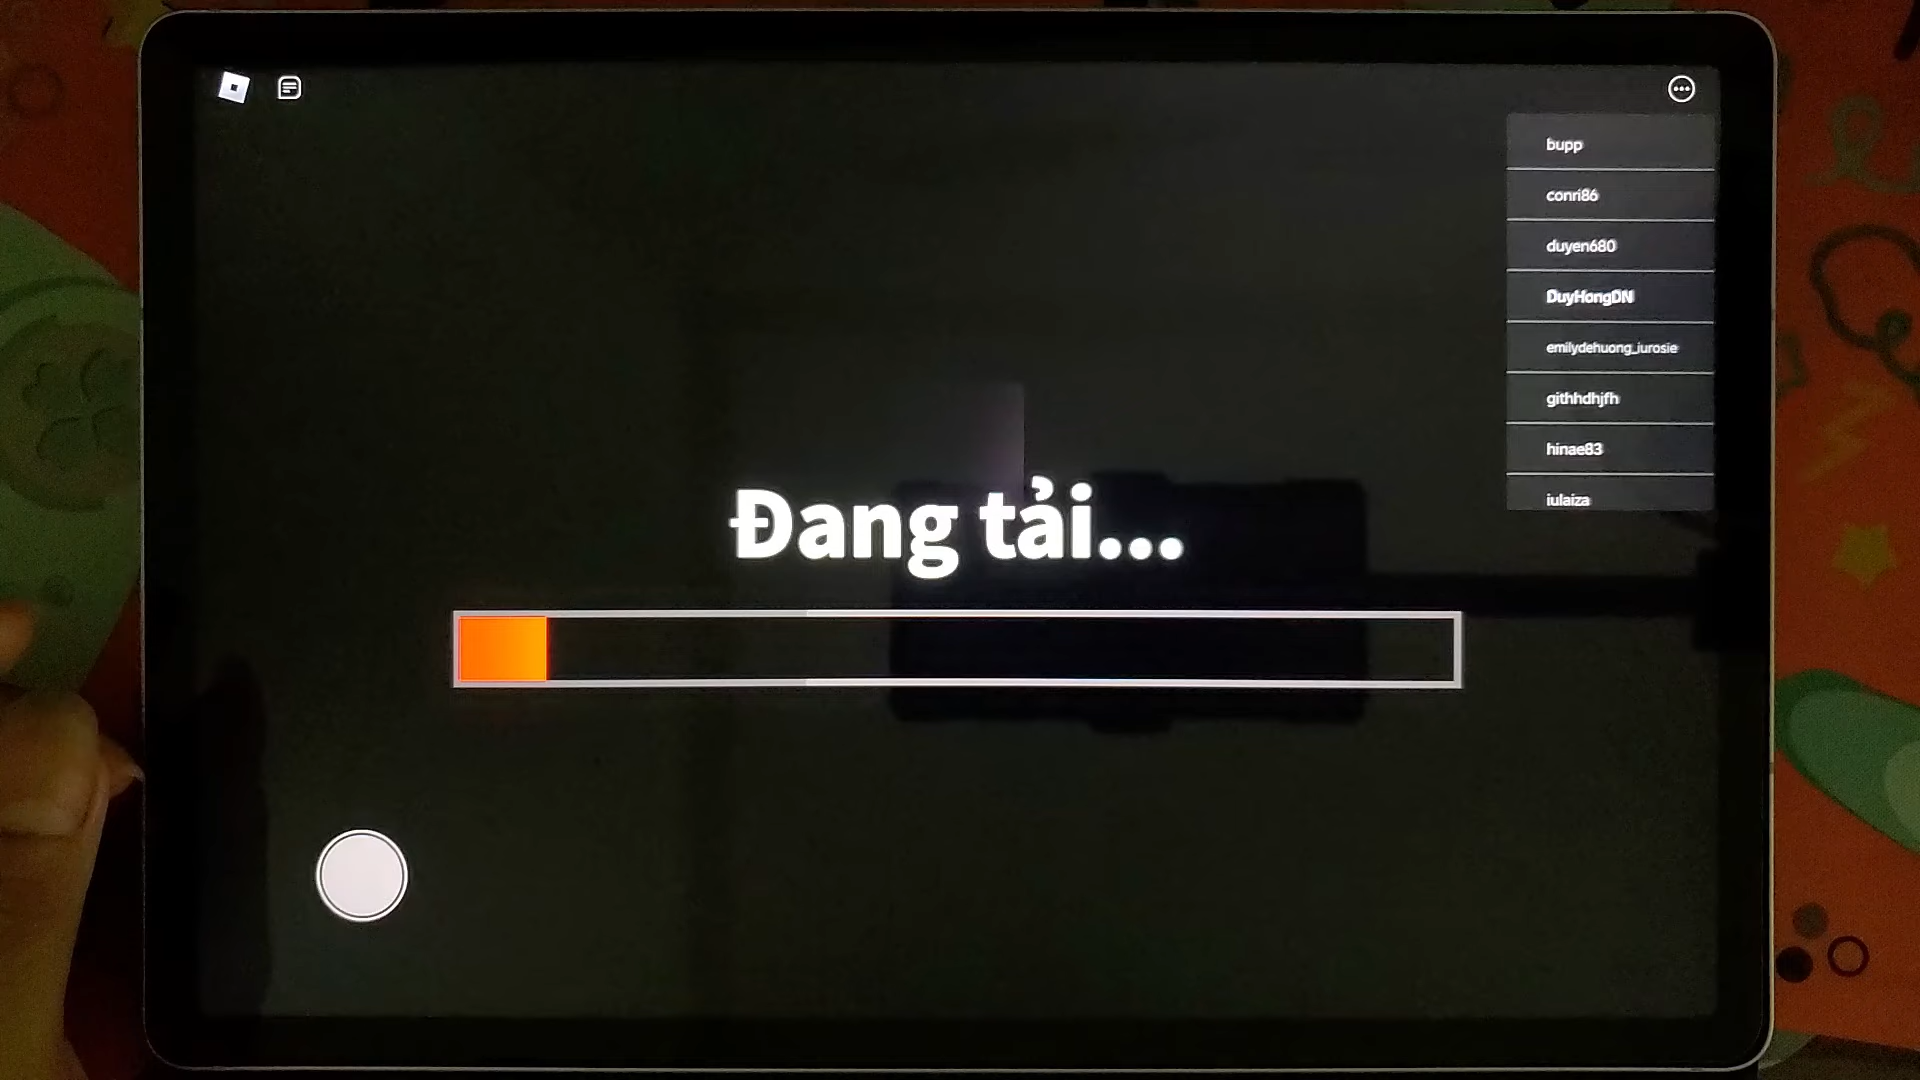 bupp
conri86
duyen680
DuyHongDN
emilydehuong_iurosie
githhdhjfh
hinae83
iulaiza
Đang tải...